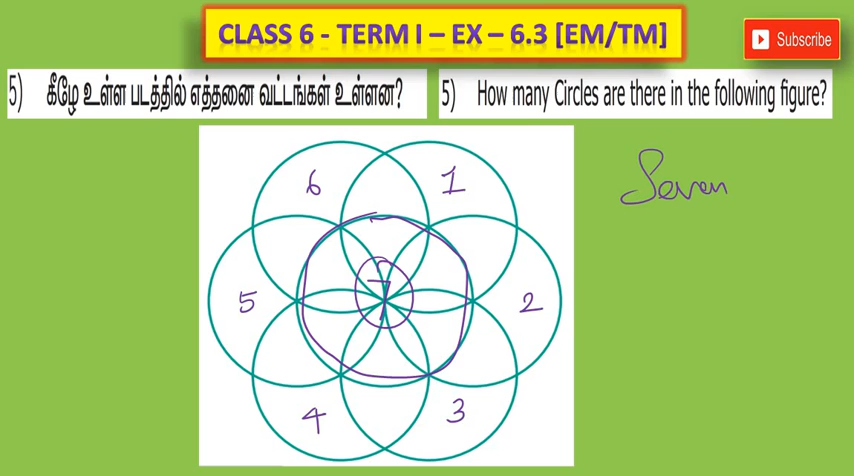 CLASS 6 - TERM I – EX – 6.3 [EM/TM]
Subscribe
5) கீழே உள்ள படத்தில் எத்தனை வட்டங்கள் உள்ளன?
5) How many Circles are there in the following figure?
Seven
6 1
5 7 2
4 3